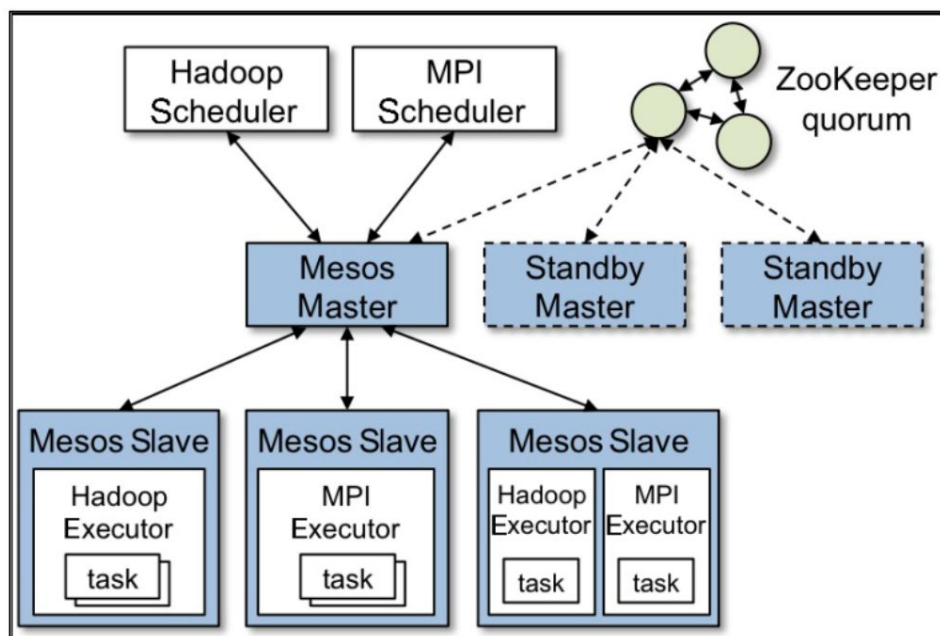 Hadoop
Scheduler
MPI
Scheduler
ZooKeeper
quorum
Mesos
Master
Standby
Master
Standby
Master
Mesos Slave
Hadoop
Executor
task
Mesos Slave
MPI
Executor
task
Mesos Slave
Hadoop
Executor
task
MPI
Executor
task